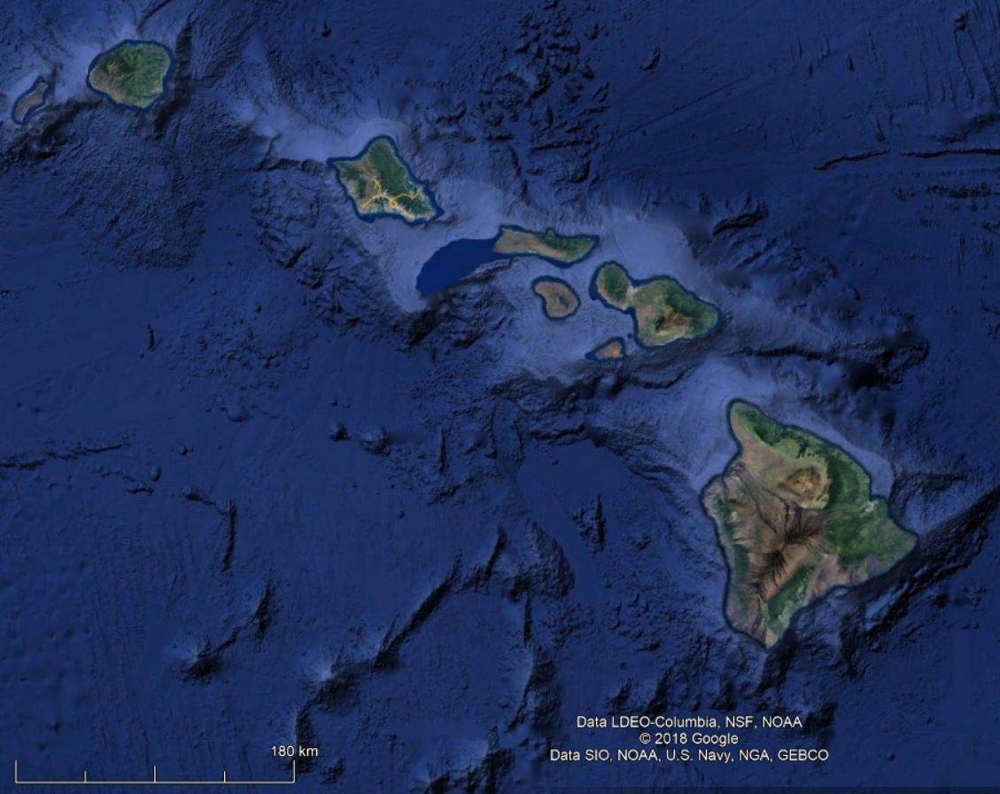 180 km
Data LDEO-Columbia, NSF, NOAA
© 2018 Google
Data SIO, NOAA, U.S. Navy, NGA, GEBCO